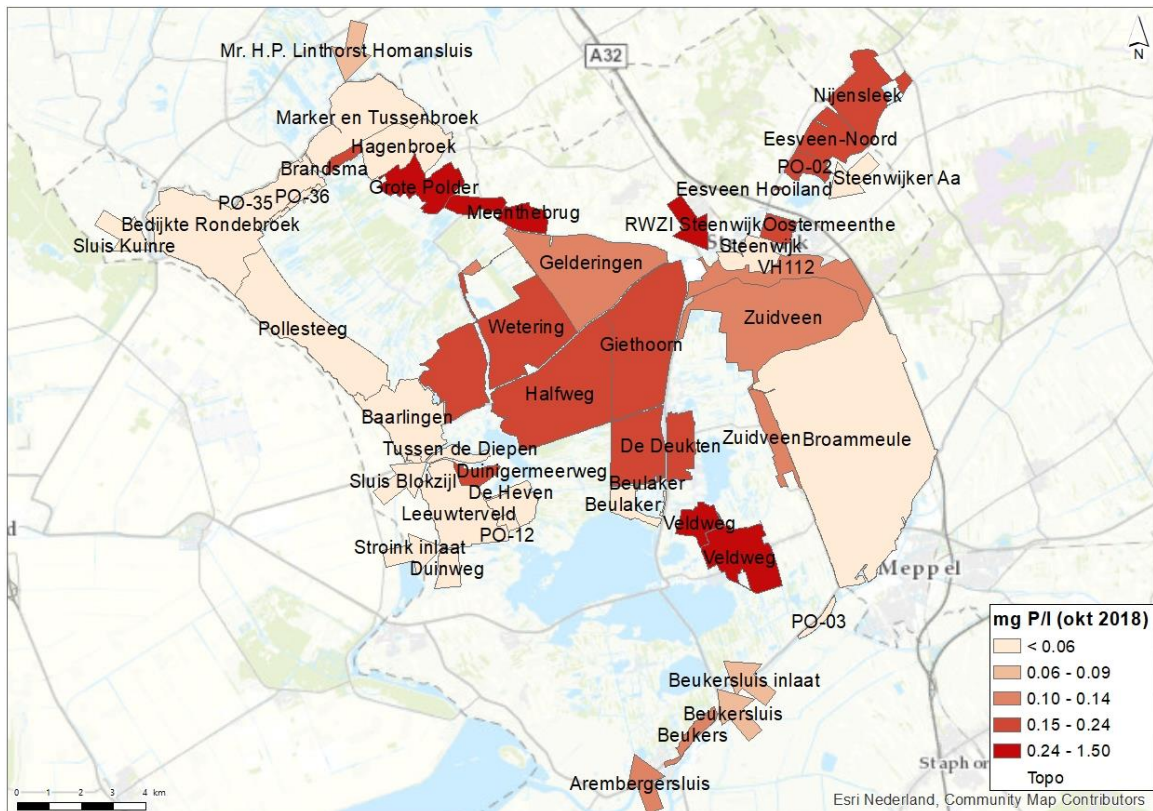 Mr. H.P. Linthorst Homansluis
A32
N
Marker en Tussenbroek
Nijensleek
Hagenbroek
Eesveen-Noord
Brandsma
PO-02
Steenwijker Aa
Grote Polder
Eesveen Hooiland
PO-36
PO-35
Meenthebrug
Bedijkte Rondebroek
RWZI Steenwijk
Oostermeenthe
Sluis Kuinre
Steenwijk
Gelderingen
VH112
Zuidveen
Pollesteeg
Wetering
Giethoorn
Halfweg
Baarlingen
Tussen de Diepen
De Deukten
Zuidveen
Broammeule
Duinigermeerweg
Sluis Blokzijl
Beulaker
De Heven
Beulaker
Leeuwterveld
Veldweg
PO-12
Stroink inlaat
Veldweg
Duinweg
Meppel
PO-03
mg P/l (okt 2018)
< 0.06
0.06 - 0.09
0.10 - 0.14
0.15 - 0.24
0.24 - 1.50
Topo
Beukersluis inlaat
Beukersluis
Beukers
Staphor
Arembergersluis
0 1 2 3 4 km
Esri Nederland, Community Map Contributors